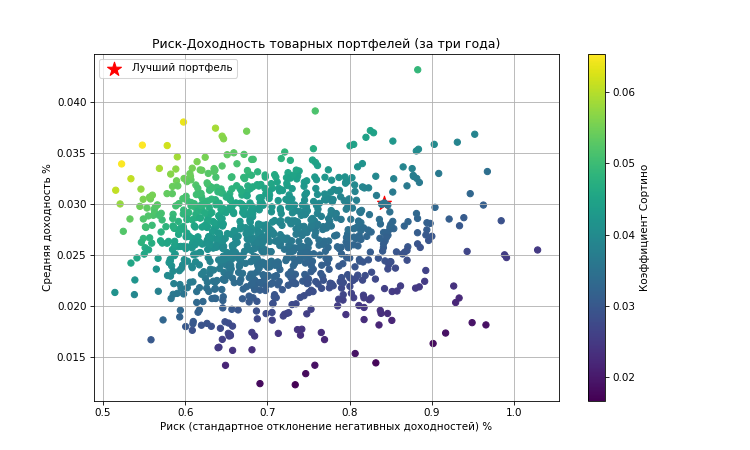 Риск-Доходность товарных портфелей (за три года)
Лучший портфель
Средняя доходность %
0.040
0.035
0.030
0.025
0.020
0.015
0.5 0.6 0.7 0.8 0.9 1.0
Риск (стандартное отклонение негативных доходностей) %
0.06
0.05
0.04
0.03
0.02
Коэффициент Сортино